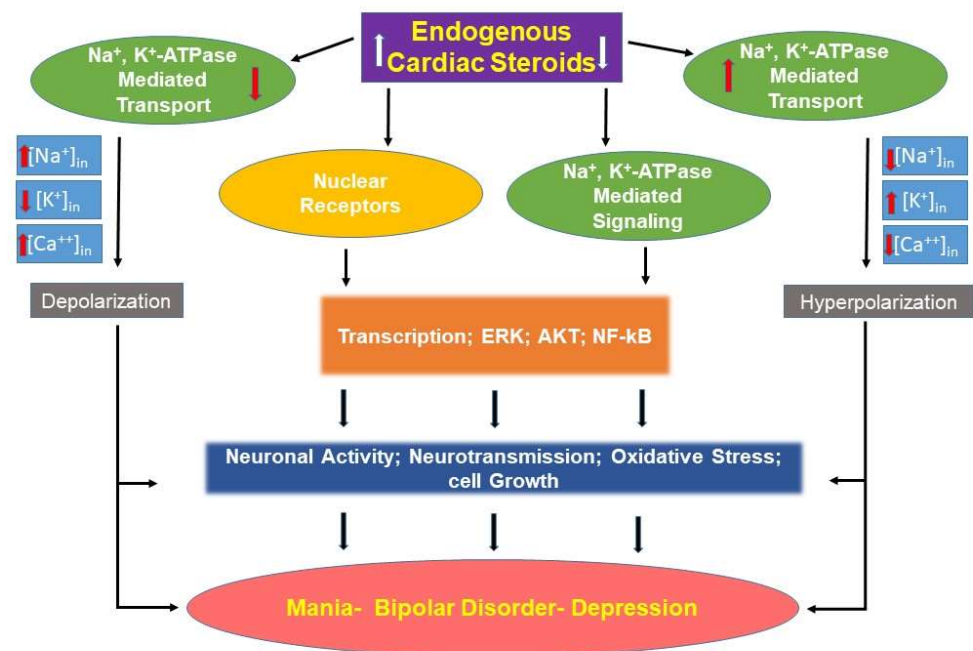 Endogenous
Cardiac Steroids
Na⁺, K⁺-ATPase
Mediated
Transport
Na⁺, K⁺-ATPase
Mediated
Transport
[Na⁺]in
[K⁺]in
[Ca⁺⁺]in
Nuclear
Receptors
Na⁺, K⁺-ATPase
Mediated
Signaling
[Na⁺]in
[K⁺]in
[Ca⁺⁺]in
Depolarization
Hyperpolarization
Transcription; ERK; AKT; NF-kB
Neuronal Activity; Neurotransmission; Oxidative Stress;
cell Growth
Mania- Bipolar Disorder- Depression